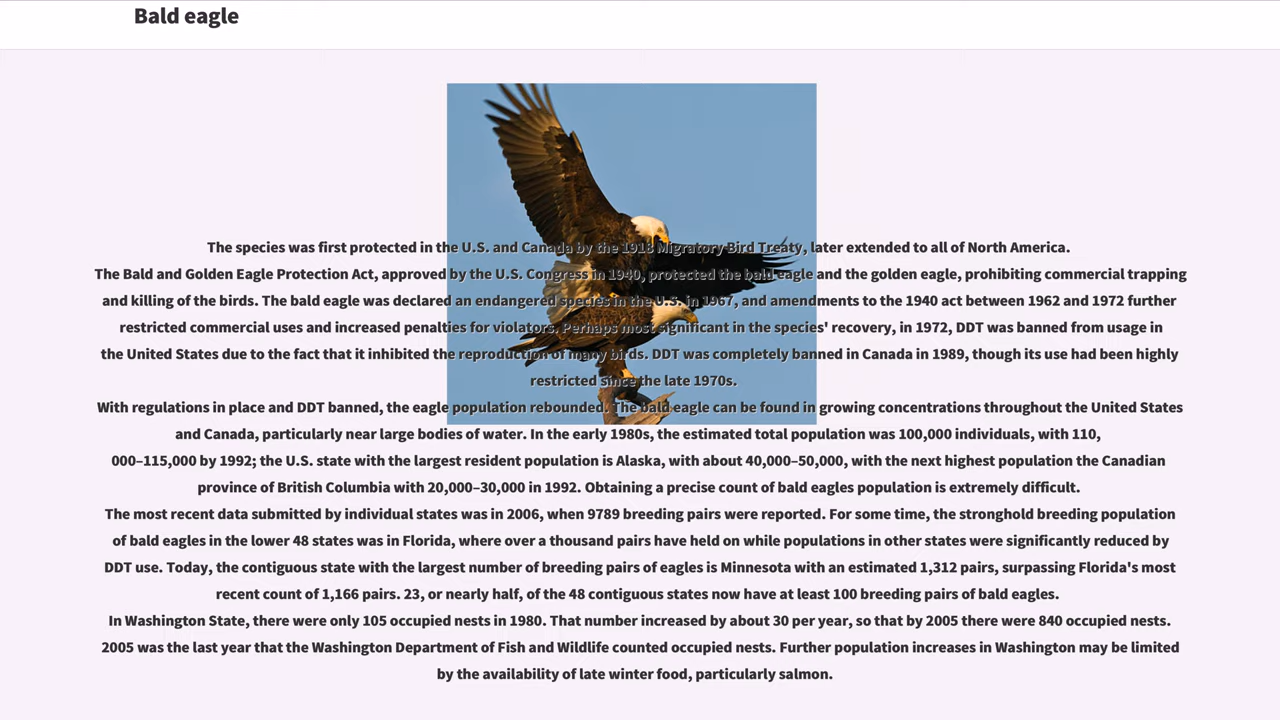 Bald eagle
The species was first protected in the U.S. and Canada by the 1918 Migratory Bird Treaty, later extended to all of North America.
The Bald and Golden Eagle Protection Act, approved by the U.S. Congress in 1940, protected the bald eagle and the golden eagle, prohibiting commercial trapping
and killing of the birds. The bald eagle was declared an endangered species in the U.S. in 1967, and amendments to the 1940 act between 1962 and 1972 further
restricted commercial uses and increased penalties for violators. Perhaps most significant in the species' recovery, in 1972, DDT was banned from usage in
the United States due to the fact that it inhibited the reproduction of many birds. DDT was completely banned in Canada in 1989, though its use had been highly
restricted since the late 1970s.
With regulations in place and DDT banned, the eagle population rebounded. The bald eagle can be found in growing concentrations throughout the United States
and Canada, particularly near large bodies of water. In the early 1980s, the estimated total population was 100,000 individuals, with 110,
000–115,000 by 1992; the U.S. state with the largest resident population is Alaska, with about 40,000–50,000, with the next highest population the Canadian
province of British Columbia with 20,000–30,000 in 1992. Obtaining a precise count of bald eagles population is extremely difficult.
The most recent data submitted by individual states was in 2006, when 9789 breeding pairs were reported. For some time, the stronghold breeding population
of bald eagles in the lower 48 states was in Florida, where over a thousand pairs have held on while populations in other states were significantly reduced by
DDT use. Today, the contiguous state with the largest number of breeding pairs of eagles is Minnesota with an estimated 1,312 pairs, surpassing Florida's most
recent count of 1,166 pairs. 23, or nearly half, of the 48 contiguous states now have at least 100 breeding pairs of bald eagles.
In Washington State, there were only 105 occupied nests in 1980. That number increased by about 30 per year, so that by 2005 there were 840 occupied nests.
2005 was the last year that the Washington Department of Fish and Wildlife counted occupied nests. Further population increases in Washington may be limited
by the availability of late winter food, particularly salmon.